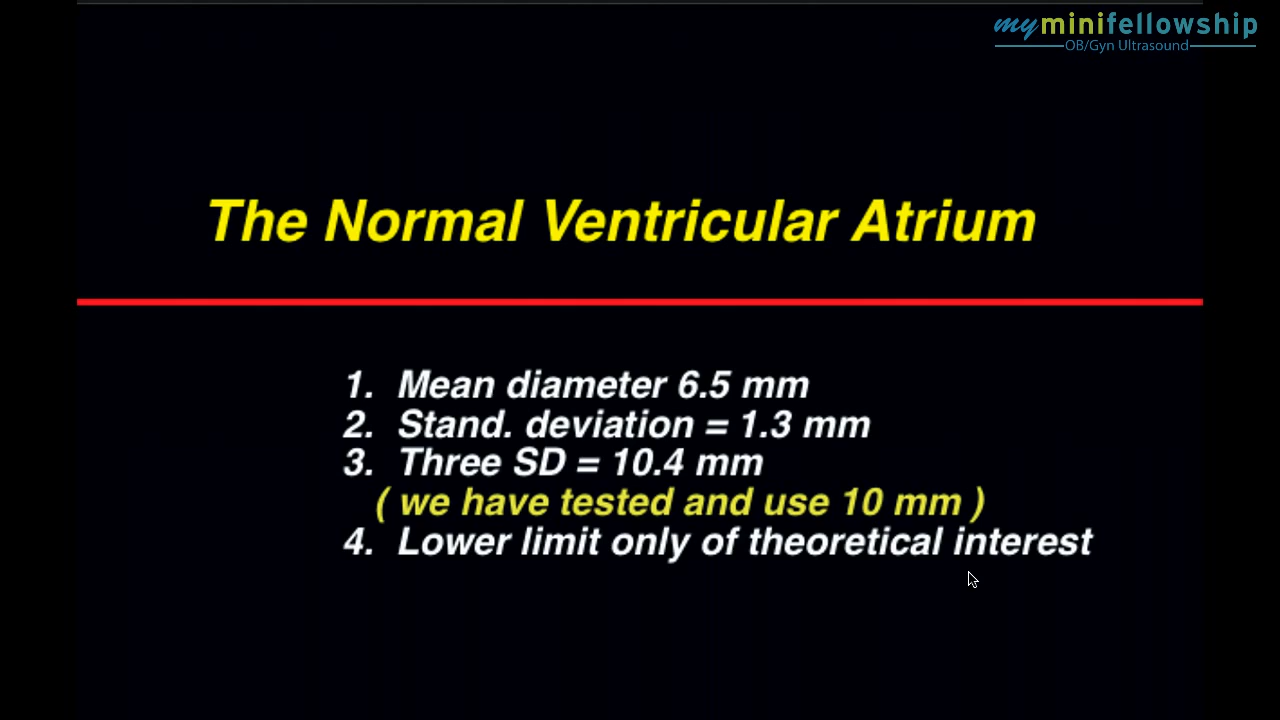 myminifellowship
OB/Gyn Ultrasound
The Normal Ventricular Atrium
1. Mean diameter 6.5 mm
2. Stand. deviation = 1.3 mm
3. Three SD = 10.4 mm
( we have tested and use 10 mm )
4. Lower limit only of theoretical interest